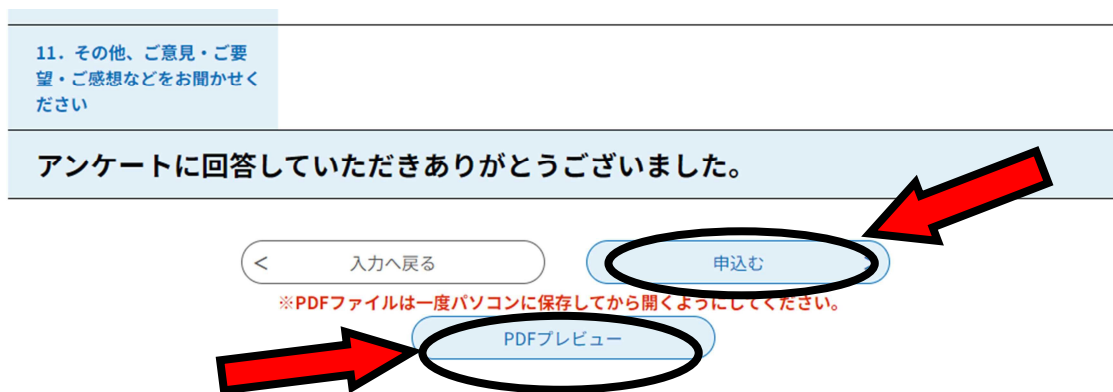 11．その他、ご意見・ご要
望・ご感想などをお聞かせく
ださい
アンケートに回答していただきありがとうございました。
＜ 入力へ戻る
申込む ＞
※PDFファイルは一度パソコンに保存してから開くようにしてください。
PDFプレビュー